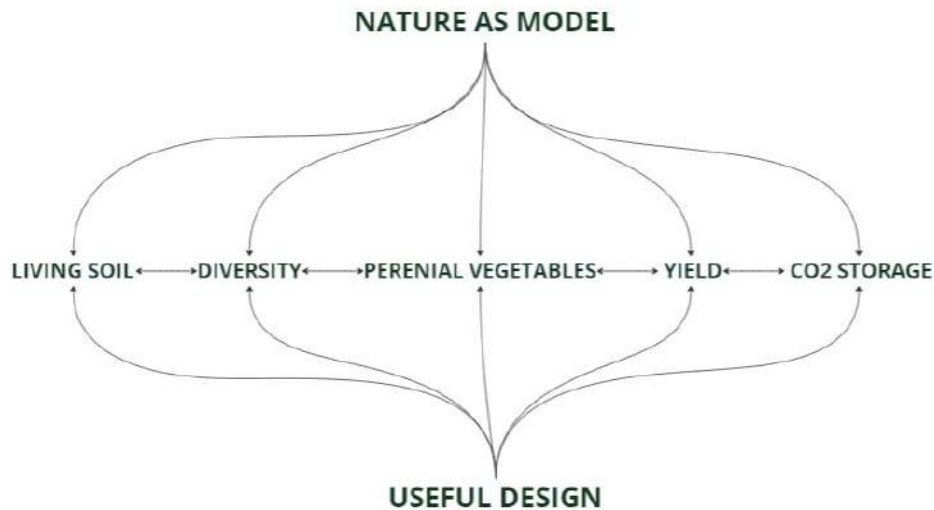 NATURE AS MODEL
LIVING SOIL DIVERSITY PERENIAL VEGETABLES YIELD CO2 STORAGE
USEFUL DESIGN